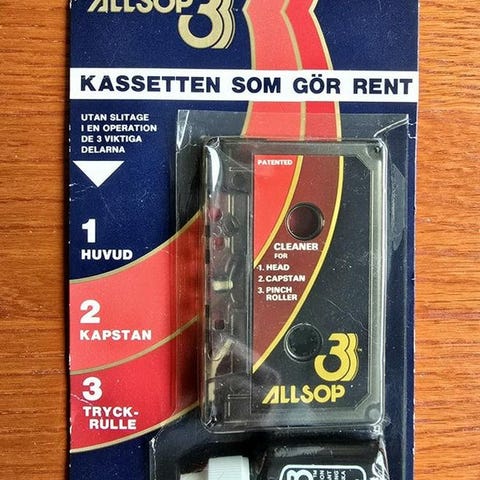 ALLSOP 3
KASSETTEN SOM GÖR RENT
UTAN SLITAGE
I EN OPERATION
DE 3 VIKTIGA
DELARNA
1
HUVUD
2
KAPSTAN
3
TRYCK-
RULLE
PATENTED
CLEANER
FOR
1. HEAD
2. CAPSTAN
3. PINCH
ROLLER
3™
ALLSOP